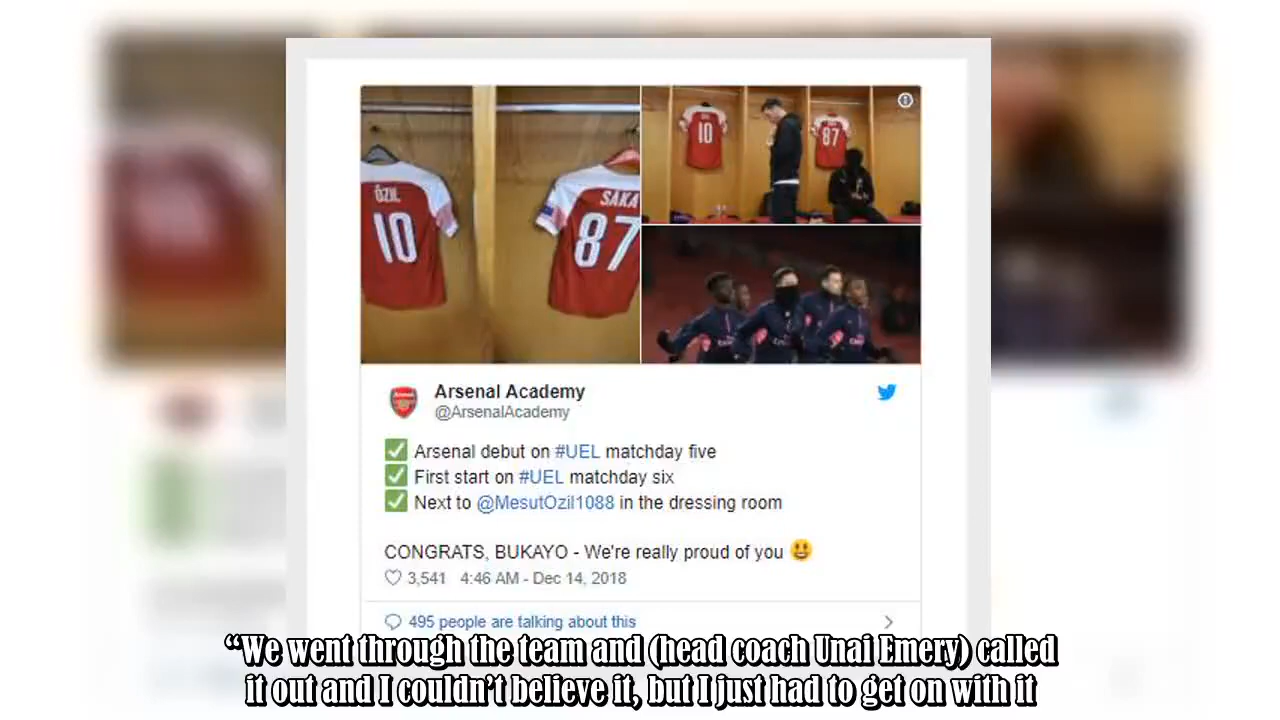 ÖZIL
10
SAKA
87
10
87
Arsenal Academy
@ArsenalAcademy
✅ Arsenal debut on #UEL matchday five
✅ First start on #UEL matchday six
✅ Next to @MesutOzil1088 in the dressing room
CONGRATS, BUKAYO - We're really proud of you 😃
3,541 4:46 AM - Dec 14, 2018
495 people are talking about this
“We went through the team and (head coach Unai Emery) called
it out and I couldn’t believe it, but I just had to get on with it